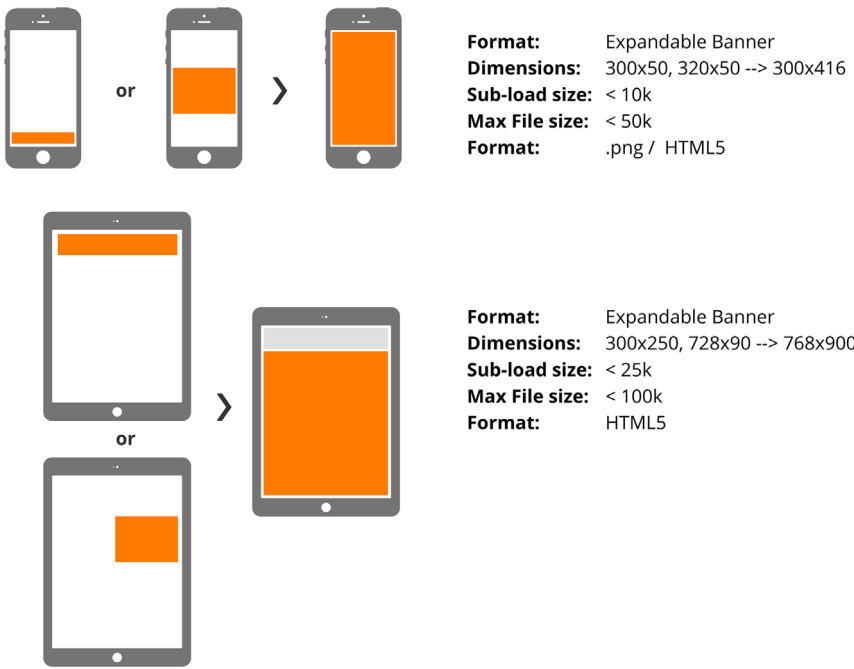 or
Format: Expandable Banner
Dimensions: 300x50, 320x50 --> 300x416
Sub-load size: < 10k
Max File size: < 50k
Format: .png / HTML5
or
Format: Expandable Banner
Dimensions: 300x250, 728x90 --> 768x900
Sub-load size: < 25k
Max File size: < 100k
Format: HTML5